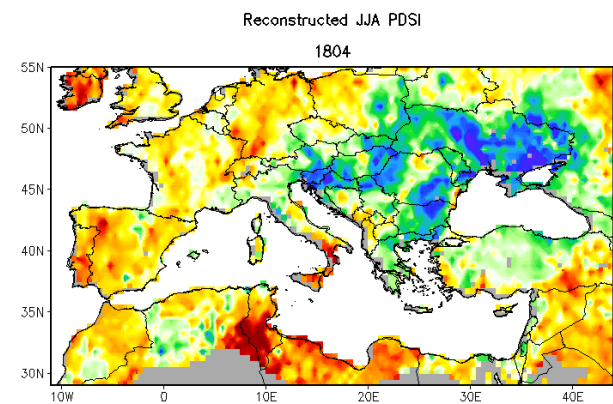 Reconstructed JJA PDSI
1804
55N
50N
45N
40N
35N
30N
10W 0 10E 20E 30E 40E